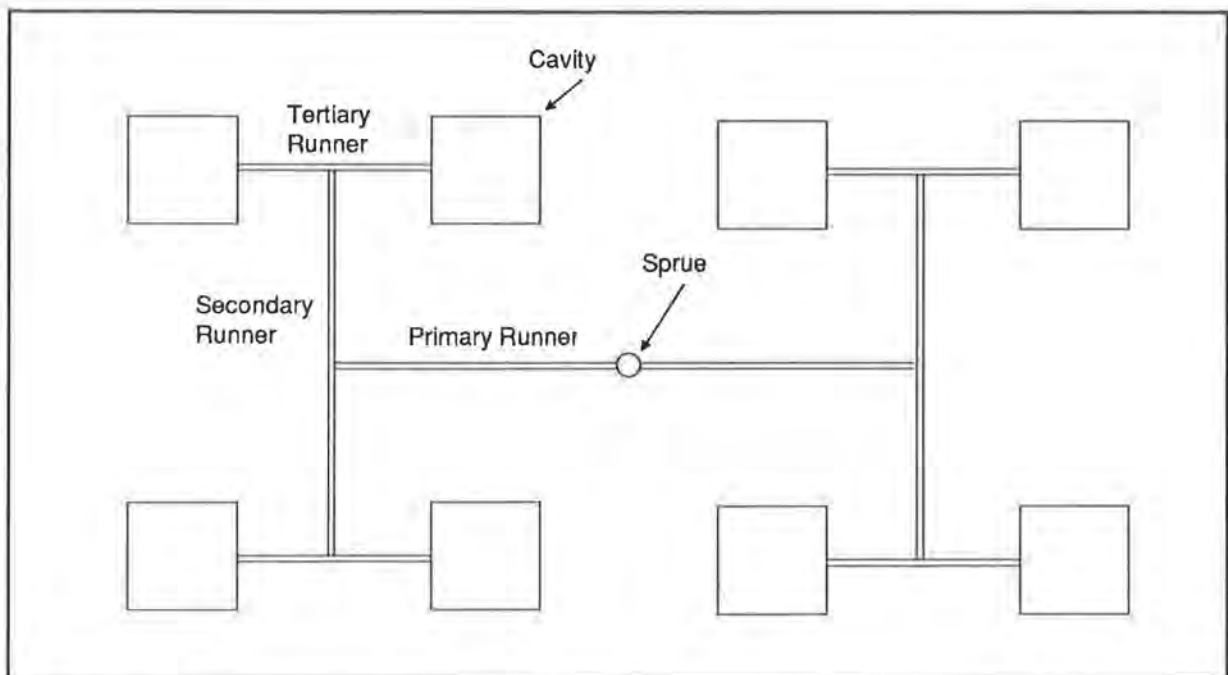 Cavity
Tertiary
Runner
Sprue
Secondary
Runner
Primary Runner